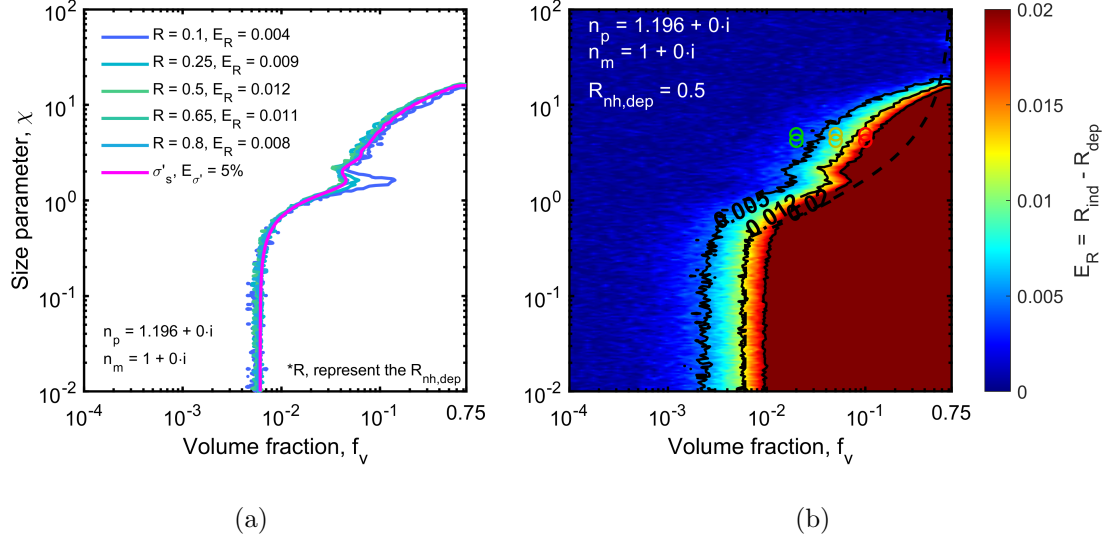 10^2
10^1
10^0
10^-1
10^-2
Size parameter, χ
R = 0.1, E_R = 0.004
R = 0.25, E_R = 0.009
R = 0.5, E_R = 0.012
R = 0.65, E_R = 0.011
R = 0.8, E_R = 0.008
σ'_s, E_σ' = 5%
n_p = 1.196 + 0·i
n_m = 1 + 0·i
*R, represent the R_nh,dep
10^-4
10^-3
10^-2
10^-1
0.75
Volume fraction, f_v
(a)
10^2
10^1
10^0
10^-1
10^-2
n_p = 1.196 + 0·i
n_m = 1 + 0·i
R_nh,dep = 0.5
0.005
0.012
0.02
10^-4
10^-3
10^-2
10^-1
0.75
Volume fraction, f_v
0.02
0.015
0.01
0.005
0
E_R = R_ind - R_dep
(b)